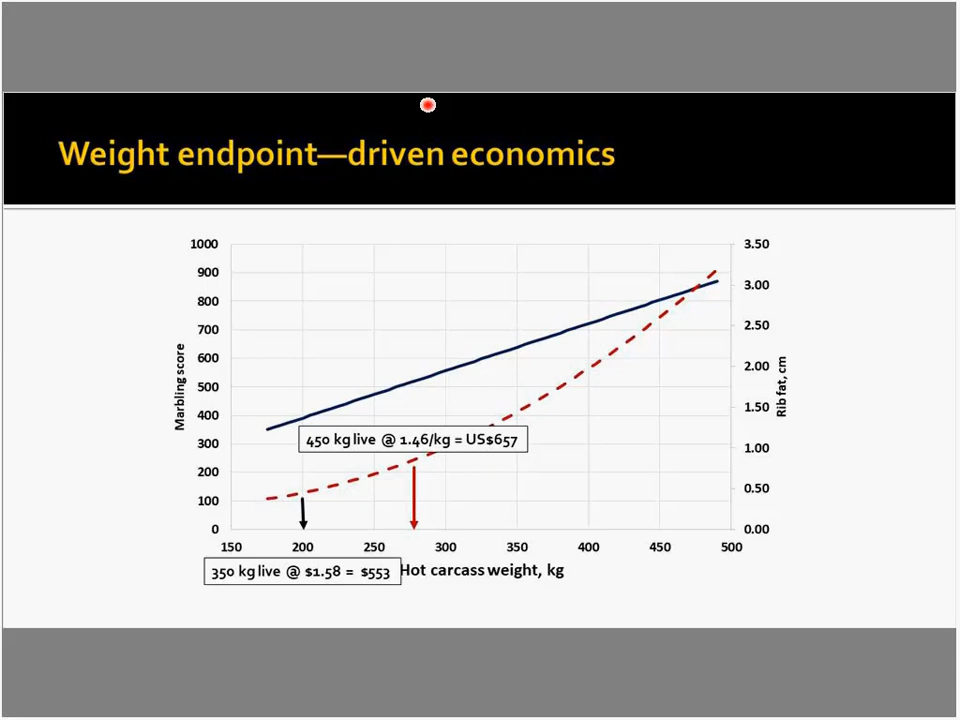 Weight endpoint—driven economics
1000
900
800
700
600
500
400
300
200
100
0
Marbling score
3.50
3.00
2.50
2.00
1.50
1.00
0.50
0.00
Rib fat, cm
450 kg live @ 1.46/kg = US$657
150 200 250 300 350 400 450 500
350 kg live @ $1.58 = $553
Hot carcass weight, kg